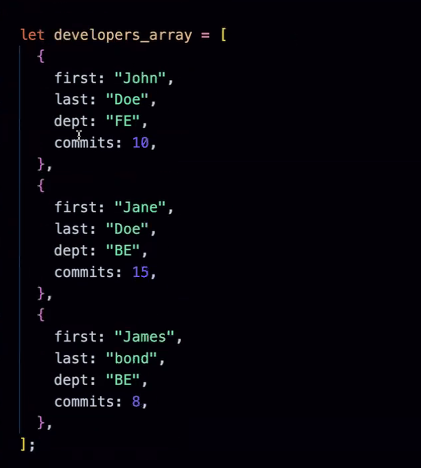 let developers_array = [
  {
    first: "John",
    last: "Doe",
    dept: "FE",
    commits: 10,
  },
  {
    first: "Jane",
    last: "Doe",
    dept: "BE",
    commits: 15,
  },
  {
    first: "James",
    last: "bond",
    dept: "BE",
    commits: 8,
  },
];